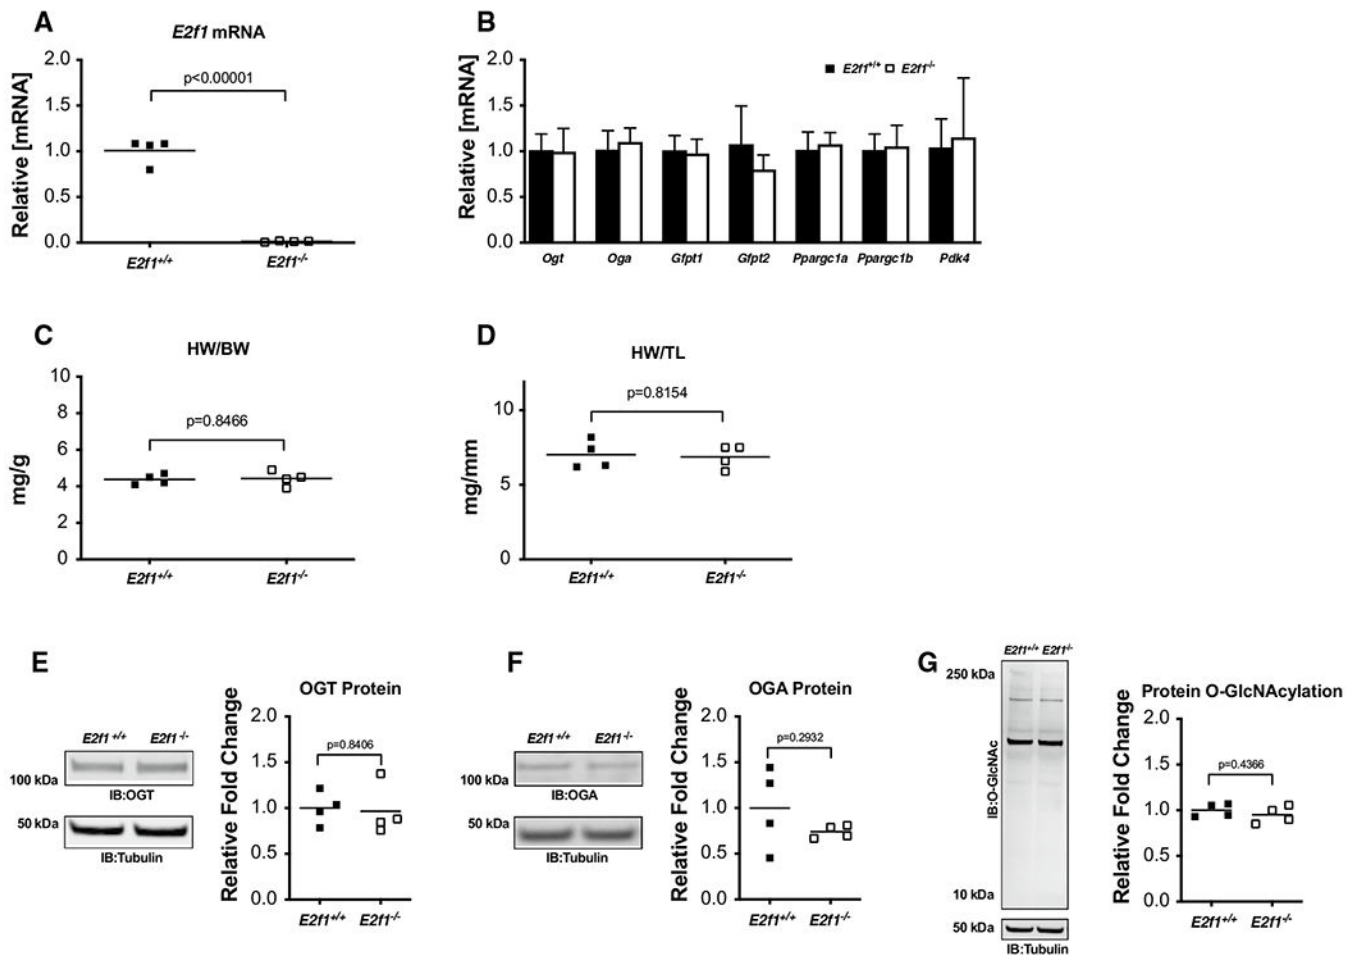 A
E2f1 mRNA
Relative [mRNA]
2.0
1.5
1.0
0.5
0.0
p<0.00001
E2f1+/+
E2f1-/-
B
Relative [mRNA]
2.0
1.5
1.0
0.5
0.0
E2f1+/+ E2f1-/-
Ogt Oga Gfpt1 Gfpt2 Ppargc1a Ppargc1b Pdk4
C
HW/BW
mg/g
10
8
6
4
2
0
p=0.8466
E2f1+/+
E2f1-/-
D
HW/TL
mg/mm
10
5
0
p=0.8154
E2f1+/+
E2f1-/-
E
E2f1 +/+ E2f1 -/-
100 kDa
IB:OGT
50 kDa
IB:Tubulin
OGT Protein
Relative Fold Change
2.0
1.5
1.0
0.5
0.0
p=0.8406
E2f1+/+
E2f1-/-
F
E2f1 +/+ E2f1 -/-
100 kDa
IB:OGA
50 kDa
IB:Tubulin
OGA Protein
Relative Fold Change
2.0
1.5
1.0
0.5
0.0
p=0.2932
E2f1+/+
E2f1-/-
G
E2f1+/+ E2f1-/-
250 kDa
IB:O-GlcNAc
10 kDa
50 kDa
IB:Tubulin
Protein O-GlcNAcylation
Relative Fold Change
2.0
1.5
1.0
0.5
0.0
p=0.4366
E2f1+/+
E2f1-/-